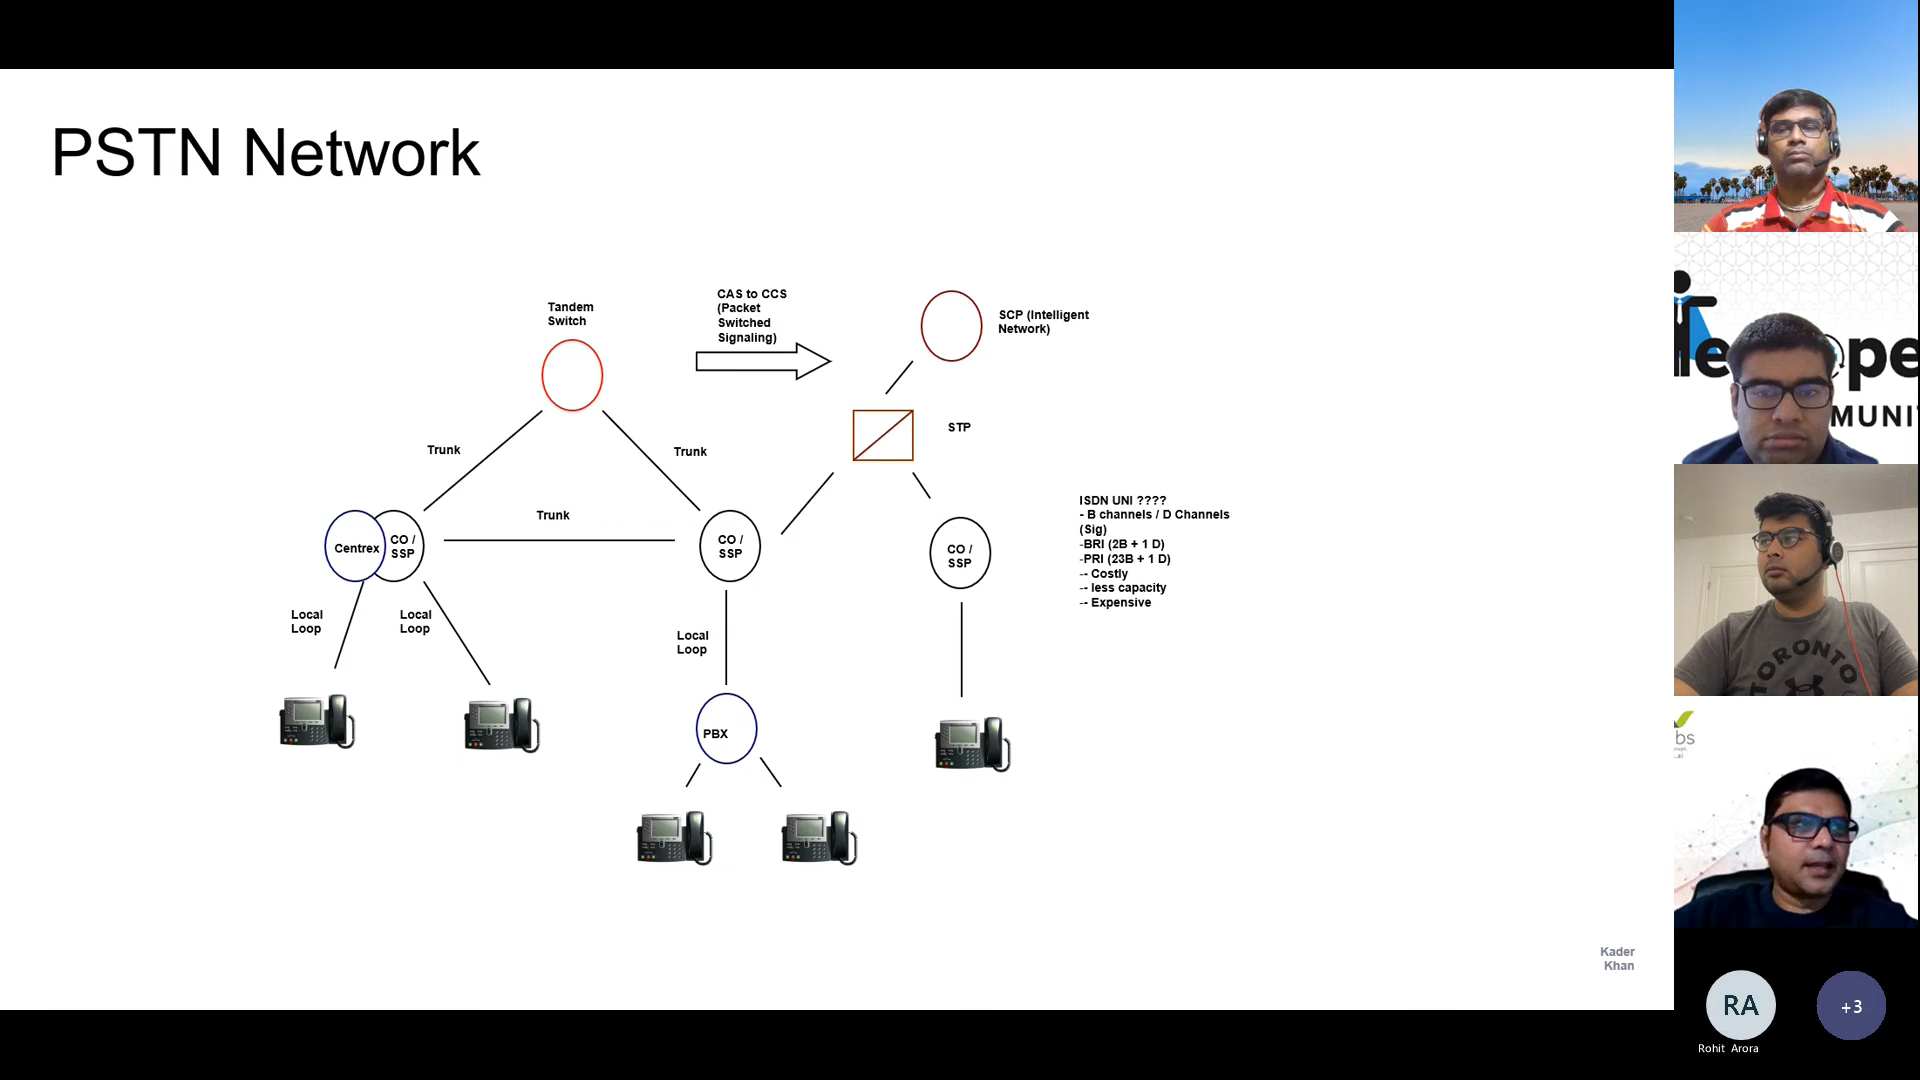 PSTN Network
Tandem
Switch
CAS to CCS
(Packet
Switched
Signaling)
SCP (Intelligent
Network)
STP
Trunk
Trunk
Trunk
Centrex
CO /
SSP
CO /
SSP
CO /
SSP
ISDN UNI ????
- B channels / D Channels
(Sig)
-BRI (2B + 1 D)
-PRI (23B + 1 D)
-- Costly
-- less capacity
-- Expensive
Local
Loop
Local
Loop
Local
Loop
PBX
Kader
Khan
MUNI
TORONTO
bs
RA
+3
Rohit Arora